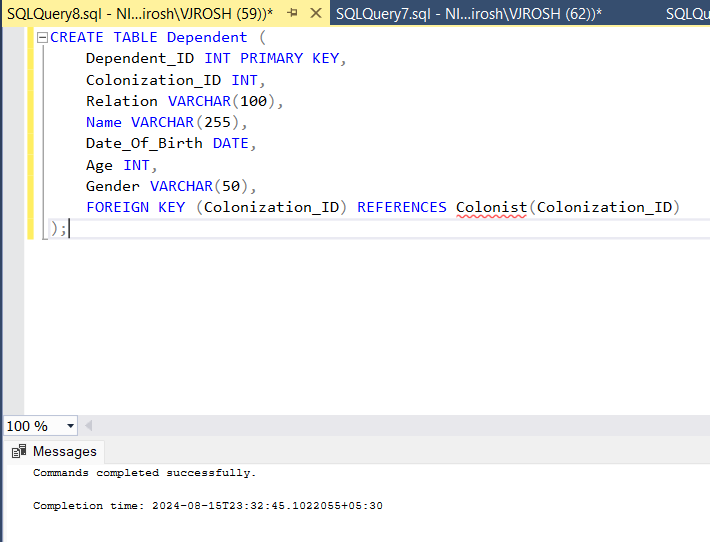 SQLQuery8.sql - NI...irosh\VJROSH (59))* SQLQuery7.sql - NI...irosh\VJROSH (62))* SQLQu
CREATE TABLE Dependent (
Dependent_ID INT PRIMARY KEY,
Colonization_ID INT,
Relation VARCHAR(100),
Name VARCHAR(255),
Date_Of_Birth DATE,
Age INT,
Gender VARCHAR(50),
FOREIGN KEY (Colonization_ID) REFERENCES Colonist(Colonization_ID)
);
100 %
Messages
Commands completed successfully.
Completion time: 2024-08-15T23:32:45.1022055+05:30